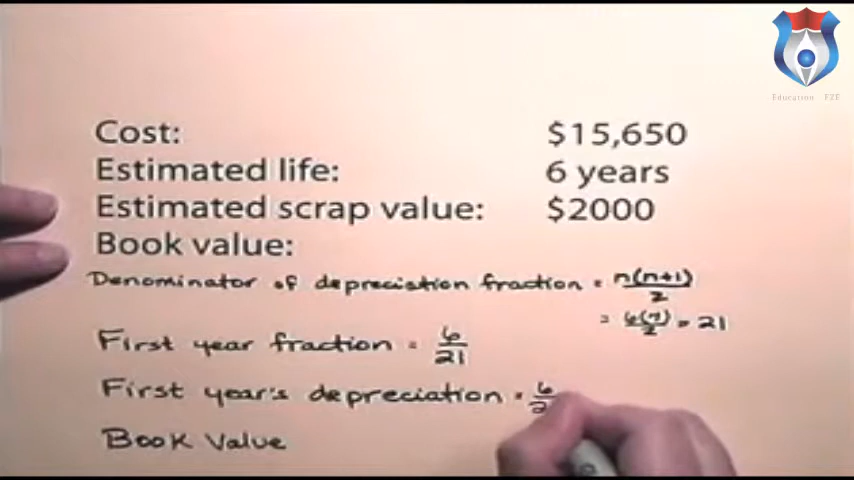 Education EZE
Cost: $15,650
Estimated life: 6 years
Estimated scrap value: $2000
Book value:
Denominator of depreciation fraction = n(n+1)/2
= 6(7)/2 = 21
First year fraction = 6/21
First year's depreciation = 6/2
Book Value